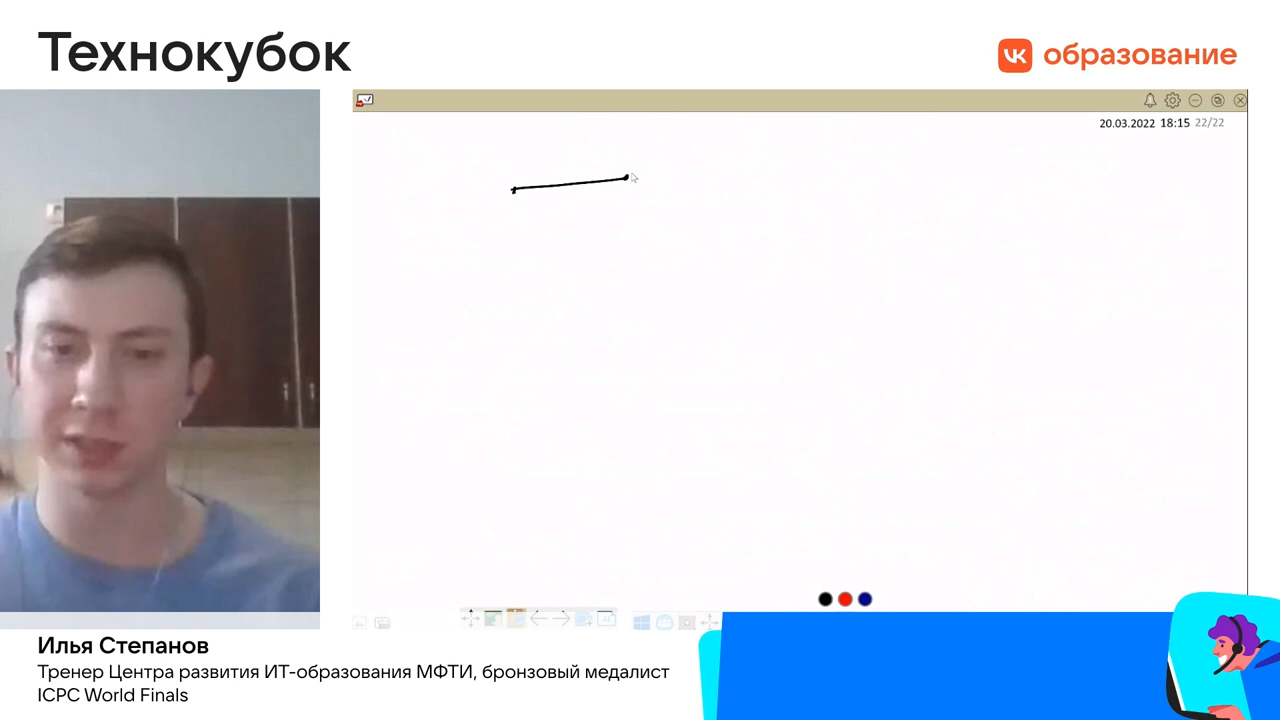 Технокубок
образование
20.03.2022 18:15 22/22
Илья Степанов
Тренер Центра развития ИТ-образования МФТИ, бронзовый медалист
ICPC World Finals